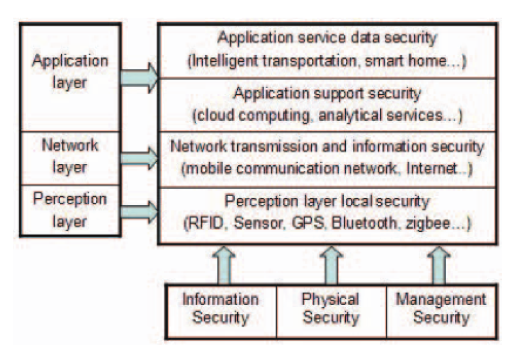 Application
layer
Network
layer
Perception
layer
Application service data security
(Intelligent transportation, smart home...)
Application support security
(cloud computing, analytical services...)
Network transmission and information security
(mobile communication network, Internet..)
Perception layer local security
(RFID, Sensor, GPS, Bluetooth, zigbee...)
Information
Security
Physical
Security
Management
Security